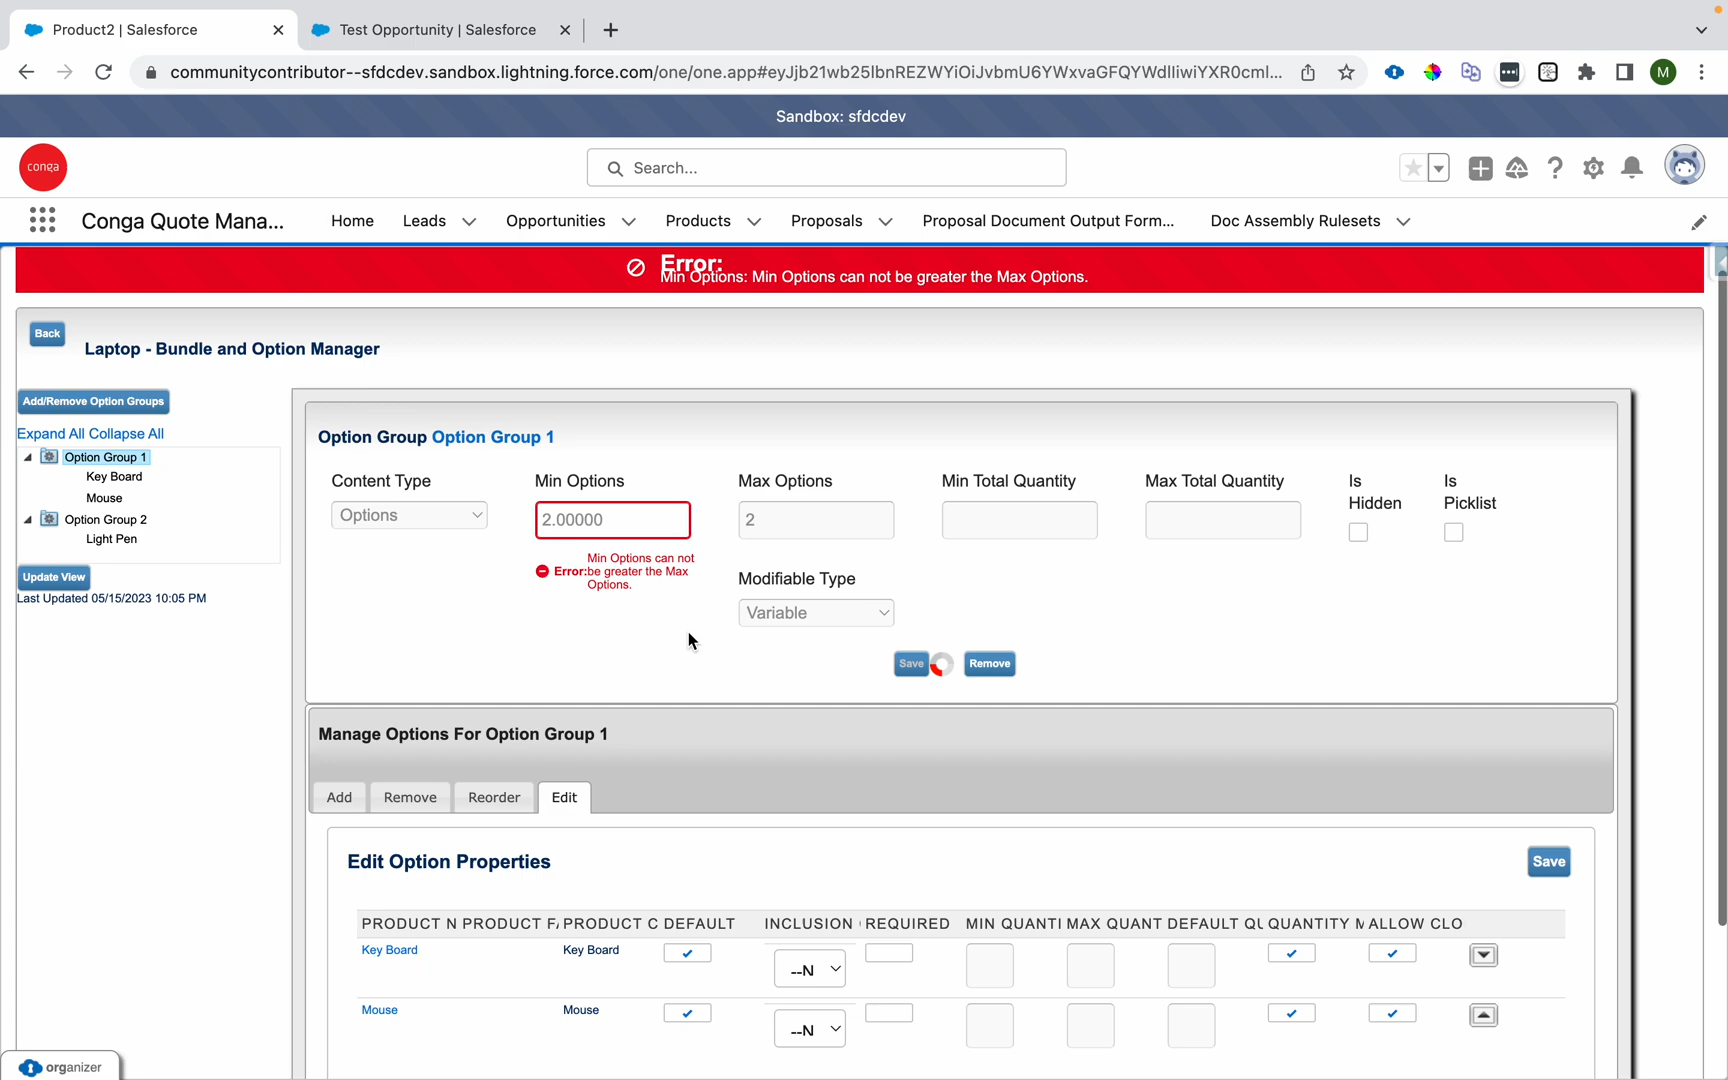 Product2 | Salesforce
Test Opportunity | Salesforce
communitycontributor--sfdcdev.sandbox.lightning.force.com/one/one.app#eyJjb21wb25lbnREZWYiOiJvbmU6YWxvaGFQYWdlIiwiYXR0cml...
M
Sandbox: sfdcdev
conga
Search...
Conga Quote Mana...
Home
Leads
Opportunities
Products
Proposals
Proposal Document Output Form...
Doc Assembly Rulesets
Error:
Min Options: Min Options can not be greater the Max Options.
Back
Laptop - Bundle and Option Manager
Add/Remove Option Groups
Expand All Collapse All
Option Group 1
Key Board
Mouse
Option Group 2
Light Pen
Update View
Last Updated 05/15/2023 10:05 PM
Option Group Option Group 1
Content Type
Min Options
Max Options
Min Total Quantity
Max Total Quantity
Is Hidden
Is Picklist
Options
2.00000
2
Error: Min Options can not
be greater the Max
Options.
Modifiable Type
Variable
Save
Remove
Manage Options For Option Group 1
Add
Remove
Reorder
Edit
Edit Option Properties
Save
PRODUCT N PRODUCT F PRODUCT C DEFAULT INCLUSION REQUIRED MIN QUANTI MAX QUANT DEFAULT QU QUANTITY M ALLOW CLO
Key Board Key Board --N
Mouse Mouse --N
organizer